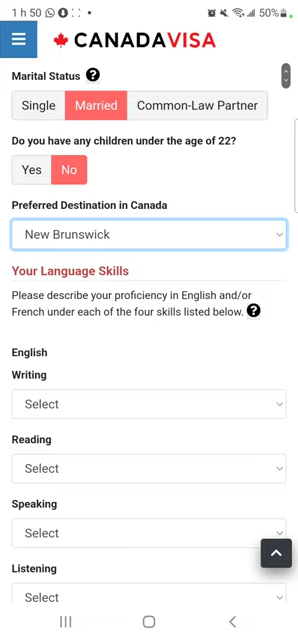 1 h 50
50%
CANADAVISA
Marital Status ?
Single Married Common-Law Partner
Do you have any children under the age of 22?
Yes No
Preferred Destination in Canada
New Brunswick
Your Language Skills
Please describe your proficiency in English and/or
French under each of the four skills listed below. ?
English
Writing
Select
Reading
Select
Speaking
Select
Listening
Select